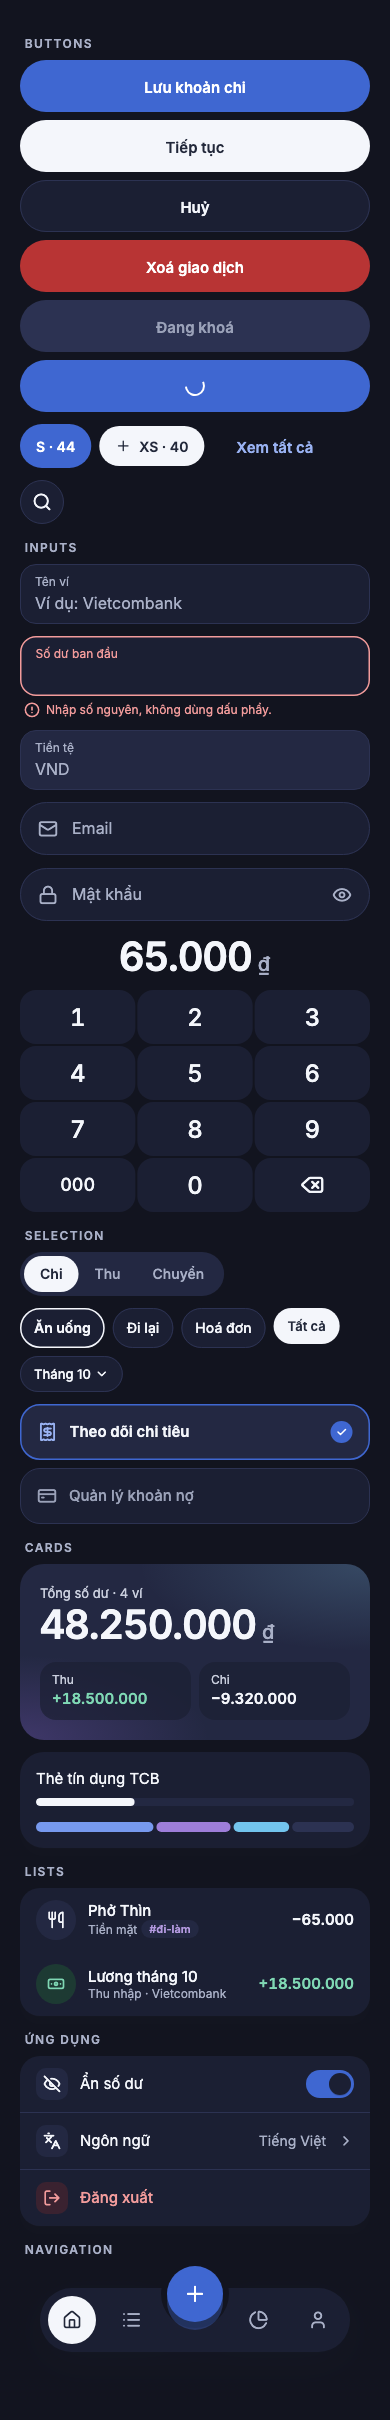 BUTTONS
Lưu khoản chi
Tiếp tục
Huỷ
Xoá giao dịch
Đang khoá
S · 44
XS · 40
Xem tất cả
INPUTS
Tên ví
Ví dụ: Vietcombank
Số dư ban đầu
Nhập số nguyên, không dùng dấu phẩy.
Tiền tệ
VND
Email
Mật khẩu
65.000 ₫
1 2 3
4 5 6
7 8 9
000 0
SELECTION
Chi Thu Chuyển
Ăn uống Đi lại Hoá đơn Tất cả
Tháng 10
Theo dõi chi tiêu
Quản lý khoản nợ
CARDS
Tổng số dư · 4 ví
48.250.000 ₫
Thu
+18.500.000
Chi
−9.320.000
Thẻ tín dụng TCB
LISTS
Phở Thìn
Tiền mặt #đi-làm
−65.000
Lương tháng 10
Thu nhập · Vietcombank
+18.500.000
ỨNG DỤNG
Ẩn số dư
Ngôn ngữ
Tiếng Việt
Đăng xuất
NAVIGATION